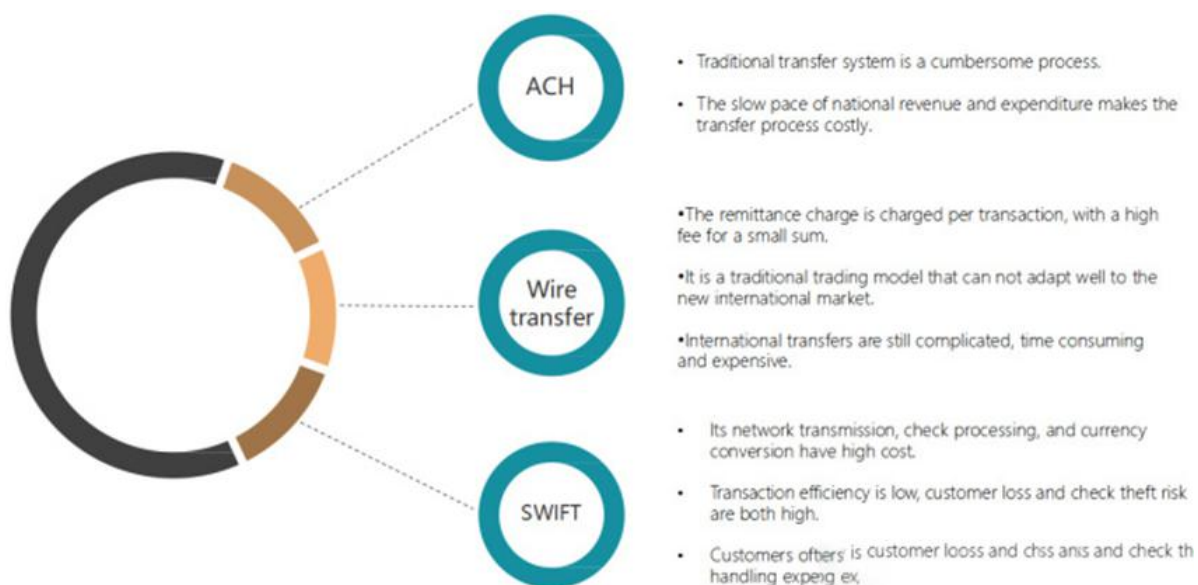 ACH
• Traditional transfer system is a cumbersome process.
• The slow pace of national revenue and expenditure makes the
transfer process costly.
Wire
transfer
•The remittance charge is charged per transaction, with a high
fee for a small sum.
•It is a traditional trading model that can not adapt well to the
new international market.
•International transfers are still complicated, time consuming
and expensive.
SWIFT
• Its network transmission, check processing, and currency
conversion have high cost.
• Transaction efficiency is low, customer loss and check theft risk
are both high.
• Customers is customer looss and and check th
handling